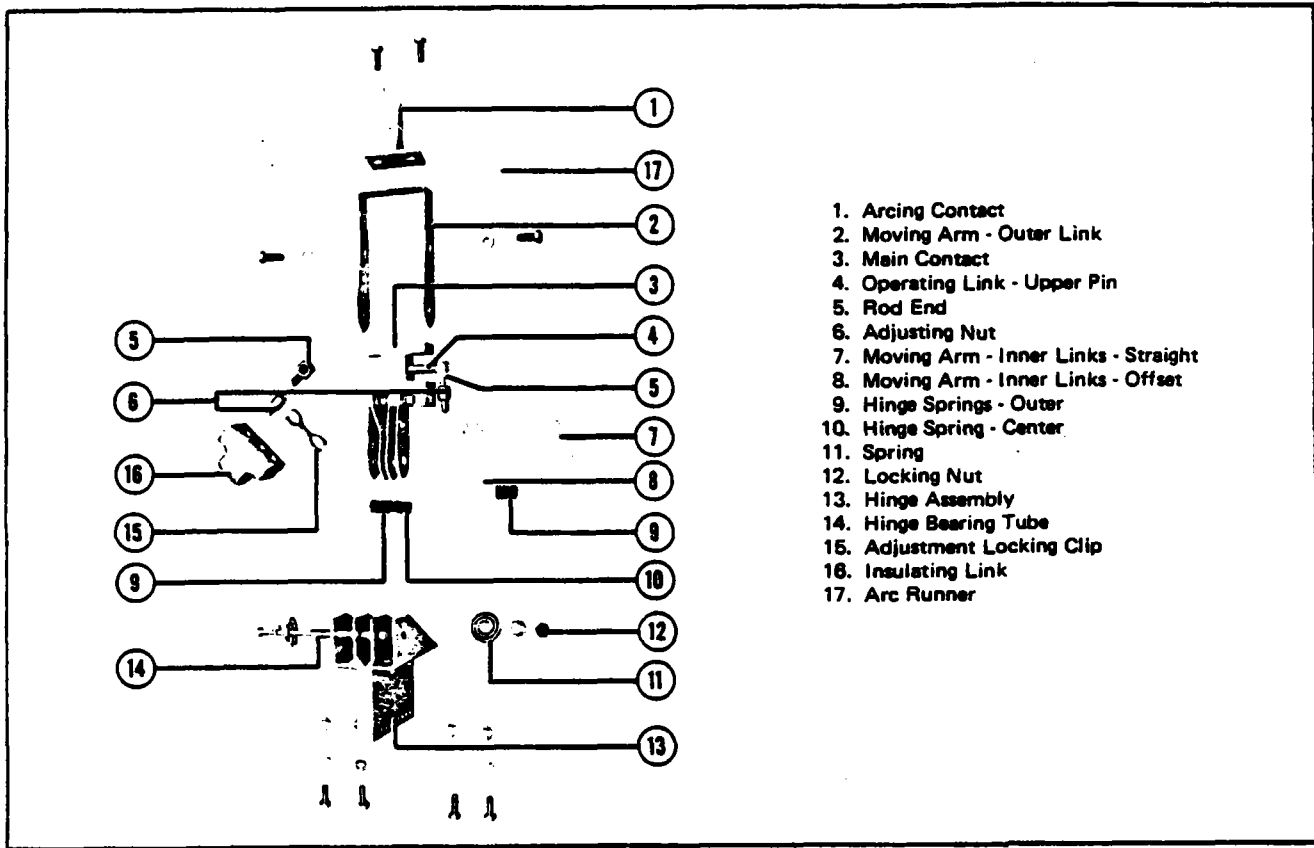 1
17
2
3
5
4
5
6
7
16
8
15
9
9
10
12
14
11
13
1. Arcing Contact
2. Moving Arm - Outer Link
3. Main Contact
4. Operating Link - Upper Pin
5. Rod End
6. Adjusting Nut
7. Moving Arm - Inner Links - Straight
8. Moving Arm - Inner Links - Offset
9. Hinge Springs - Outer
10. Hinge Spring - Center
11. Spring
12. Locking Nut
13. Hinge Assembly
14. Hinge Bearing Tube
15. Adjustment Locking Clip
16. Insulating Link
17. Arc Runner